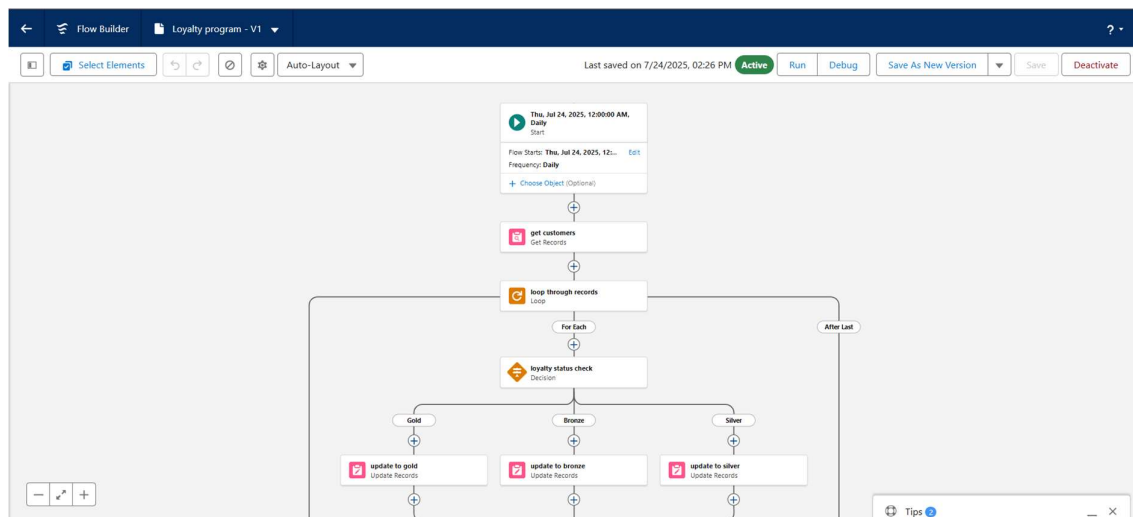 Flow Builder
Loyalty program - V1
?
Select Elements
Auto-Layout
Last saved on 7/24/2025, 02:26 PM
Active
Run
Debug
Save As New Version
Save
Deactivate
Thu, Jul 24, 2025, 12:00:00 AM,
Daily
Start
Flow Starts: Thu, Jul 24, 2025, 12:... Edit
Frequency: Daily
+ Choose Object (Optional)
get customers
Get Records
loop through records
Loop
For Each
After Last
loyalty status check
Decision
Gold
Bronze
Silver
update to gold
Update Records
update to bronze
Update Records
update to silver
Update Records
Tips 2